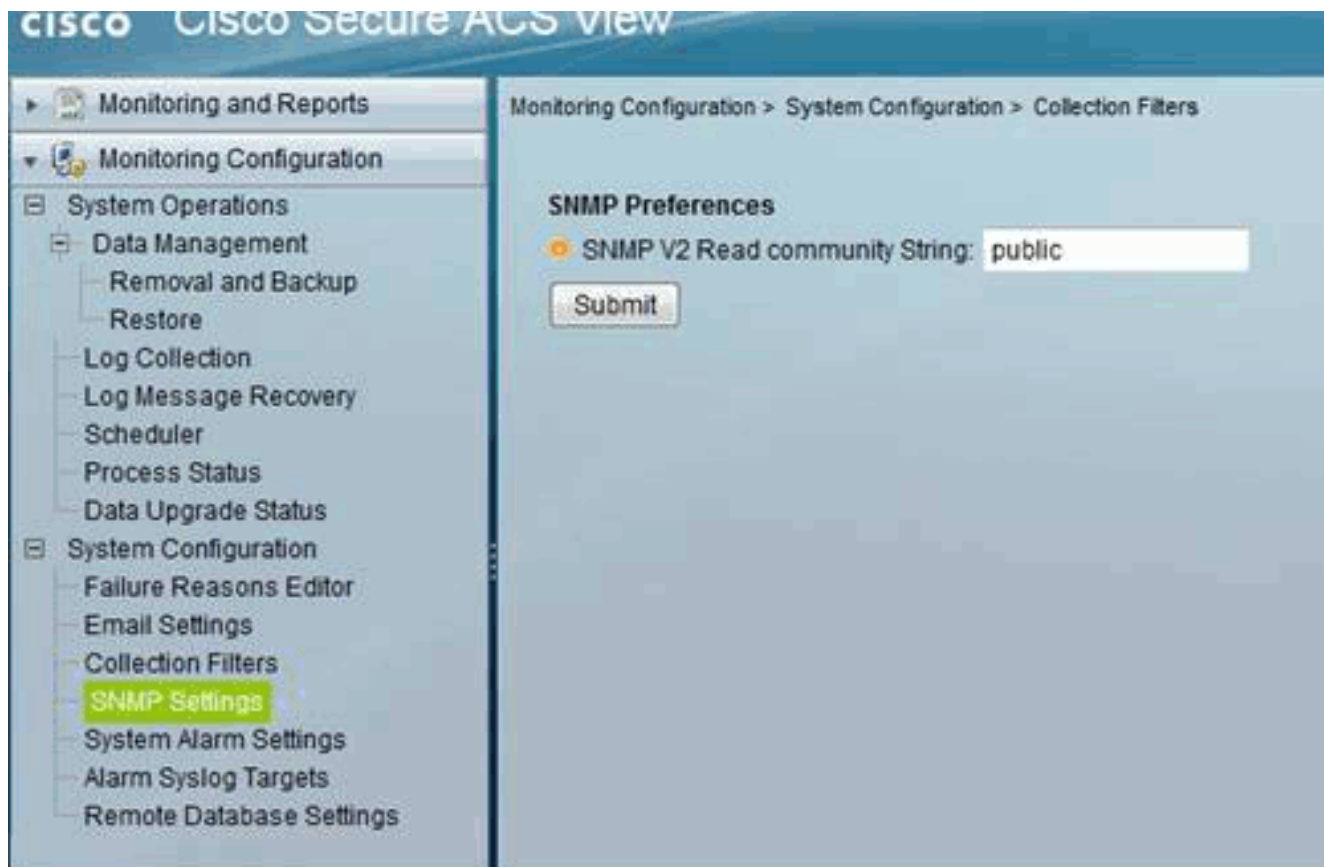 cisco Cisco Secure ACS View
Monitoring and Reports
Monitoring Configuration
System Operations
Data Management
Removal and Backup
Restore
Log Collection
Log Message Recovery
Scheduler
Process Status
Data Upgrade Status
System Configuration
Failure Reasons Editor
Email Settings
Collection Filters
SNMP Settings
System Alarm Settings
Alarm Syslog Targets
Remote Database Settings
Monitoring Configuration > System Configuration > Collection Filters
SNMP Preferences
SNMP V2 Read community String: public
Submit